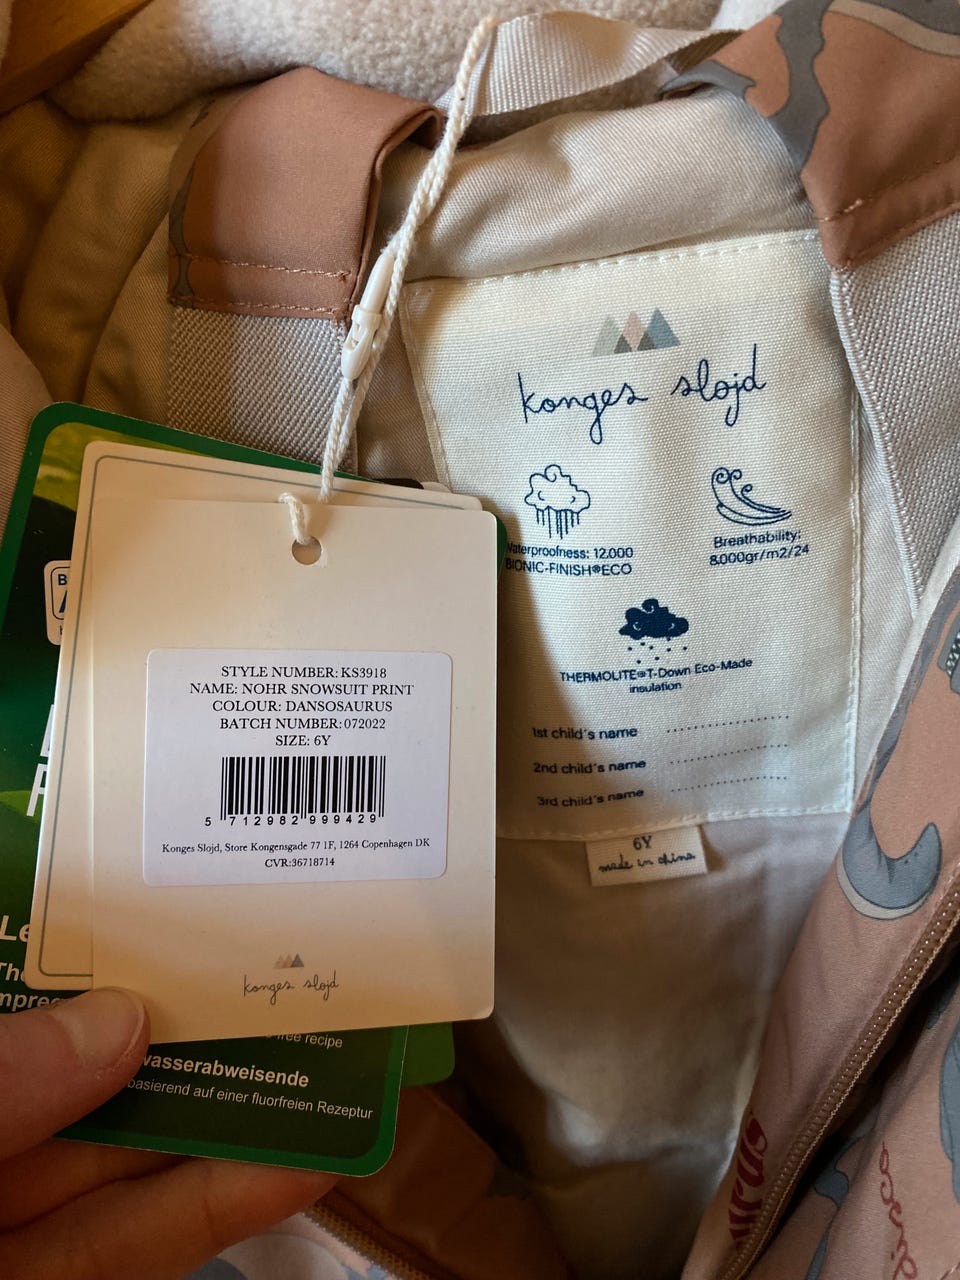 konges sløjd
Waterproofness: 12.000
BIONIC-FINISH®ECO
Breathability:
8.000gr/m2/24
THERMOLITE® T-Down Eco-Made
insulation
1st child's name
2nd child's name
3rd child's name
6Y
made in china
STYLE NUMBER: KS3918
NAME: NOHR SNOWSUIT PRINT
COLOUR: DANSOSAURUS
BATCH NUMBER: 072022
SIZE: 6Y
5 712982 999429
Konges Slojd, Store Kongensgade 77 1F, 1264 Copenhagen DK
CVR:36718714
konges sløjd
recipe
wasserabweisende
basierend auf einer fluorfreien Rezeptur